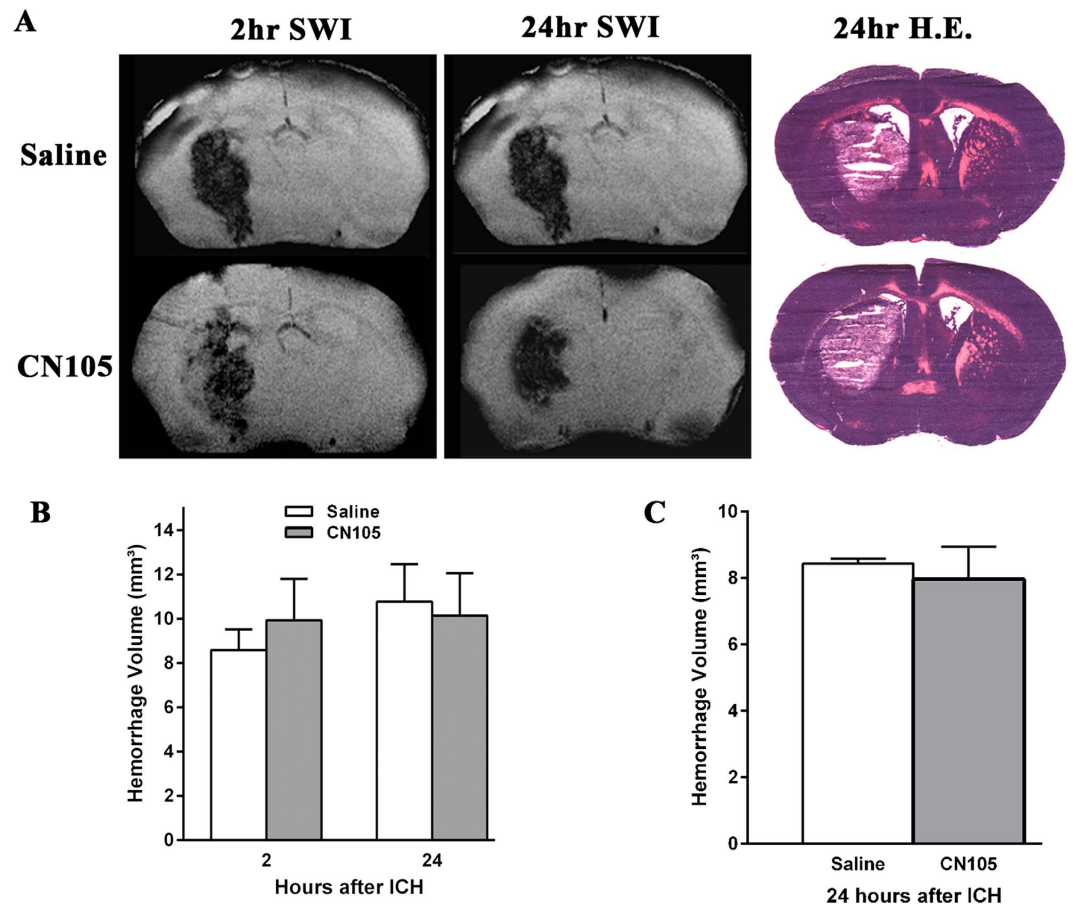 A
2hr SWI
24hr SWI
24hr H.E.
Saline
CN105
B
Saline
CN105
Hemorrhage Volume (mm³)
14
12
10
8
6
4
2
0
2
24
Hours after ICH
C
Hemorrhage Volume (mm³)
10
8
6
4
2
0
Saline
CN105
24 hours after ICH